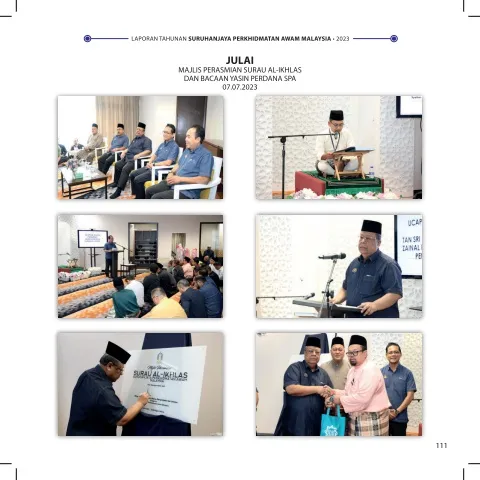 LAPORAN TAHUNAN SURUHANJAYA PERKHIDMATAN AWAM MALAYSIA • 2023
JULAI
MAJLIS PERASMIAN SURAU AL-IKHLAS
DAN BACAAN YASIN PERDANA SPA
07.07.2023
UCAP
TAN SRI
ZAINAL
PE
SURAU AL-IKHLAS
111